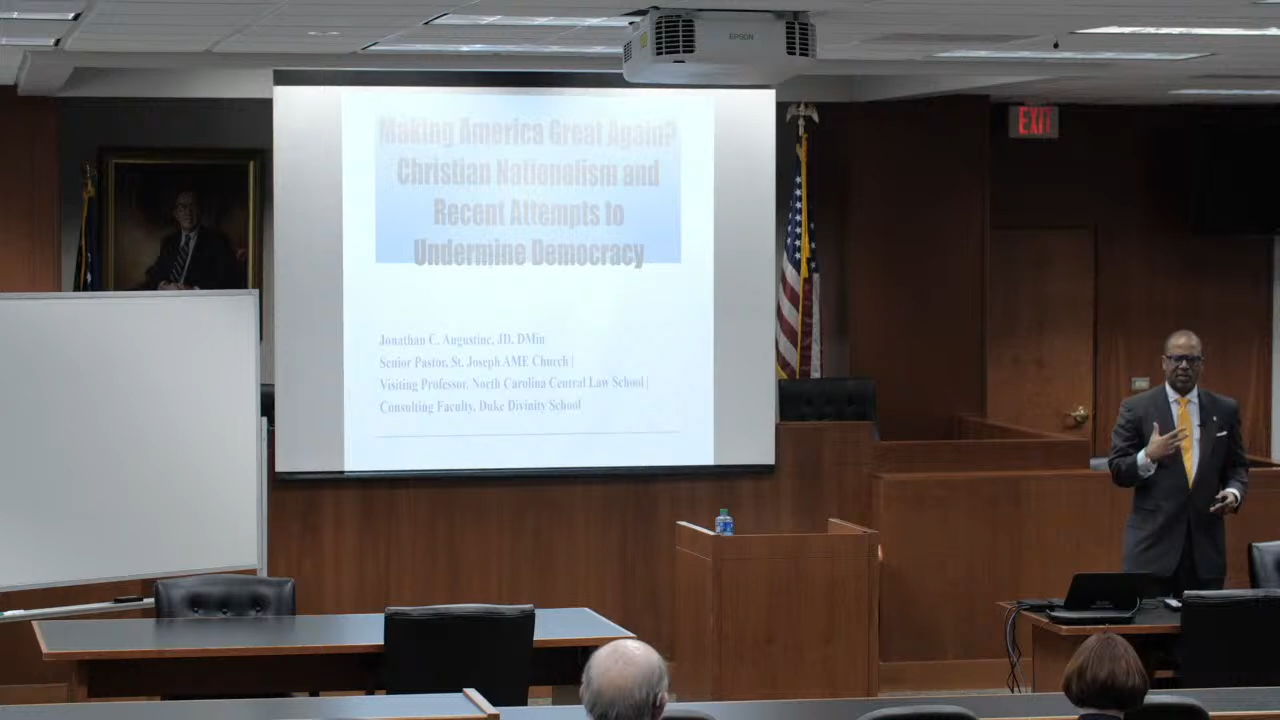 EPSON
EXIT
Making America Great Again?
Christian Nationalism and
Recent Attempts to
Undermine Democracy
Jonathan C. Augustine, JD, DMin
Senior Pastor, St. Joseph AME Church |
Visiting Professor, North Carolina Central Law School |
Consulting Faculty, Duke Divinity School